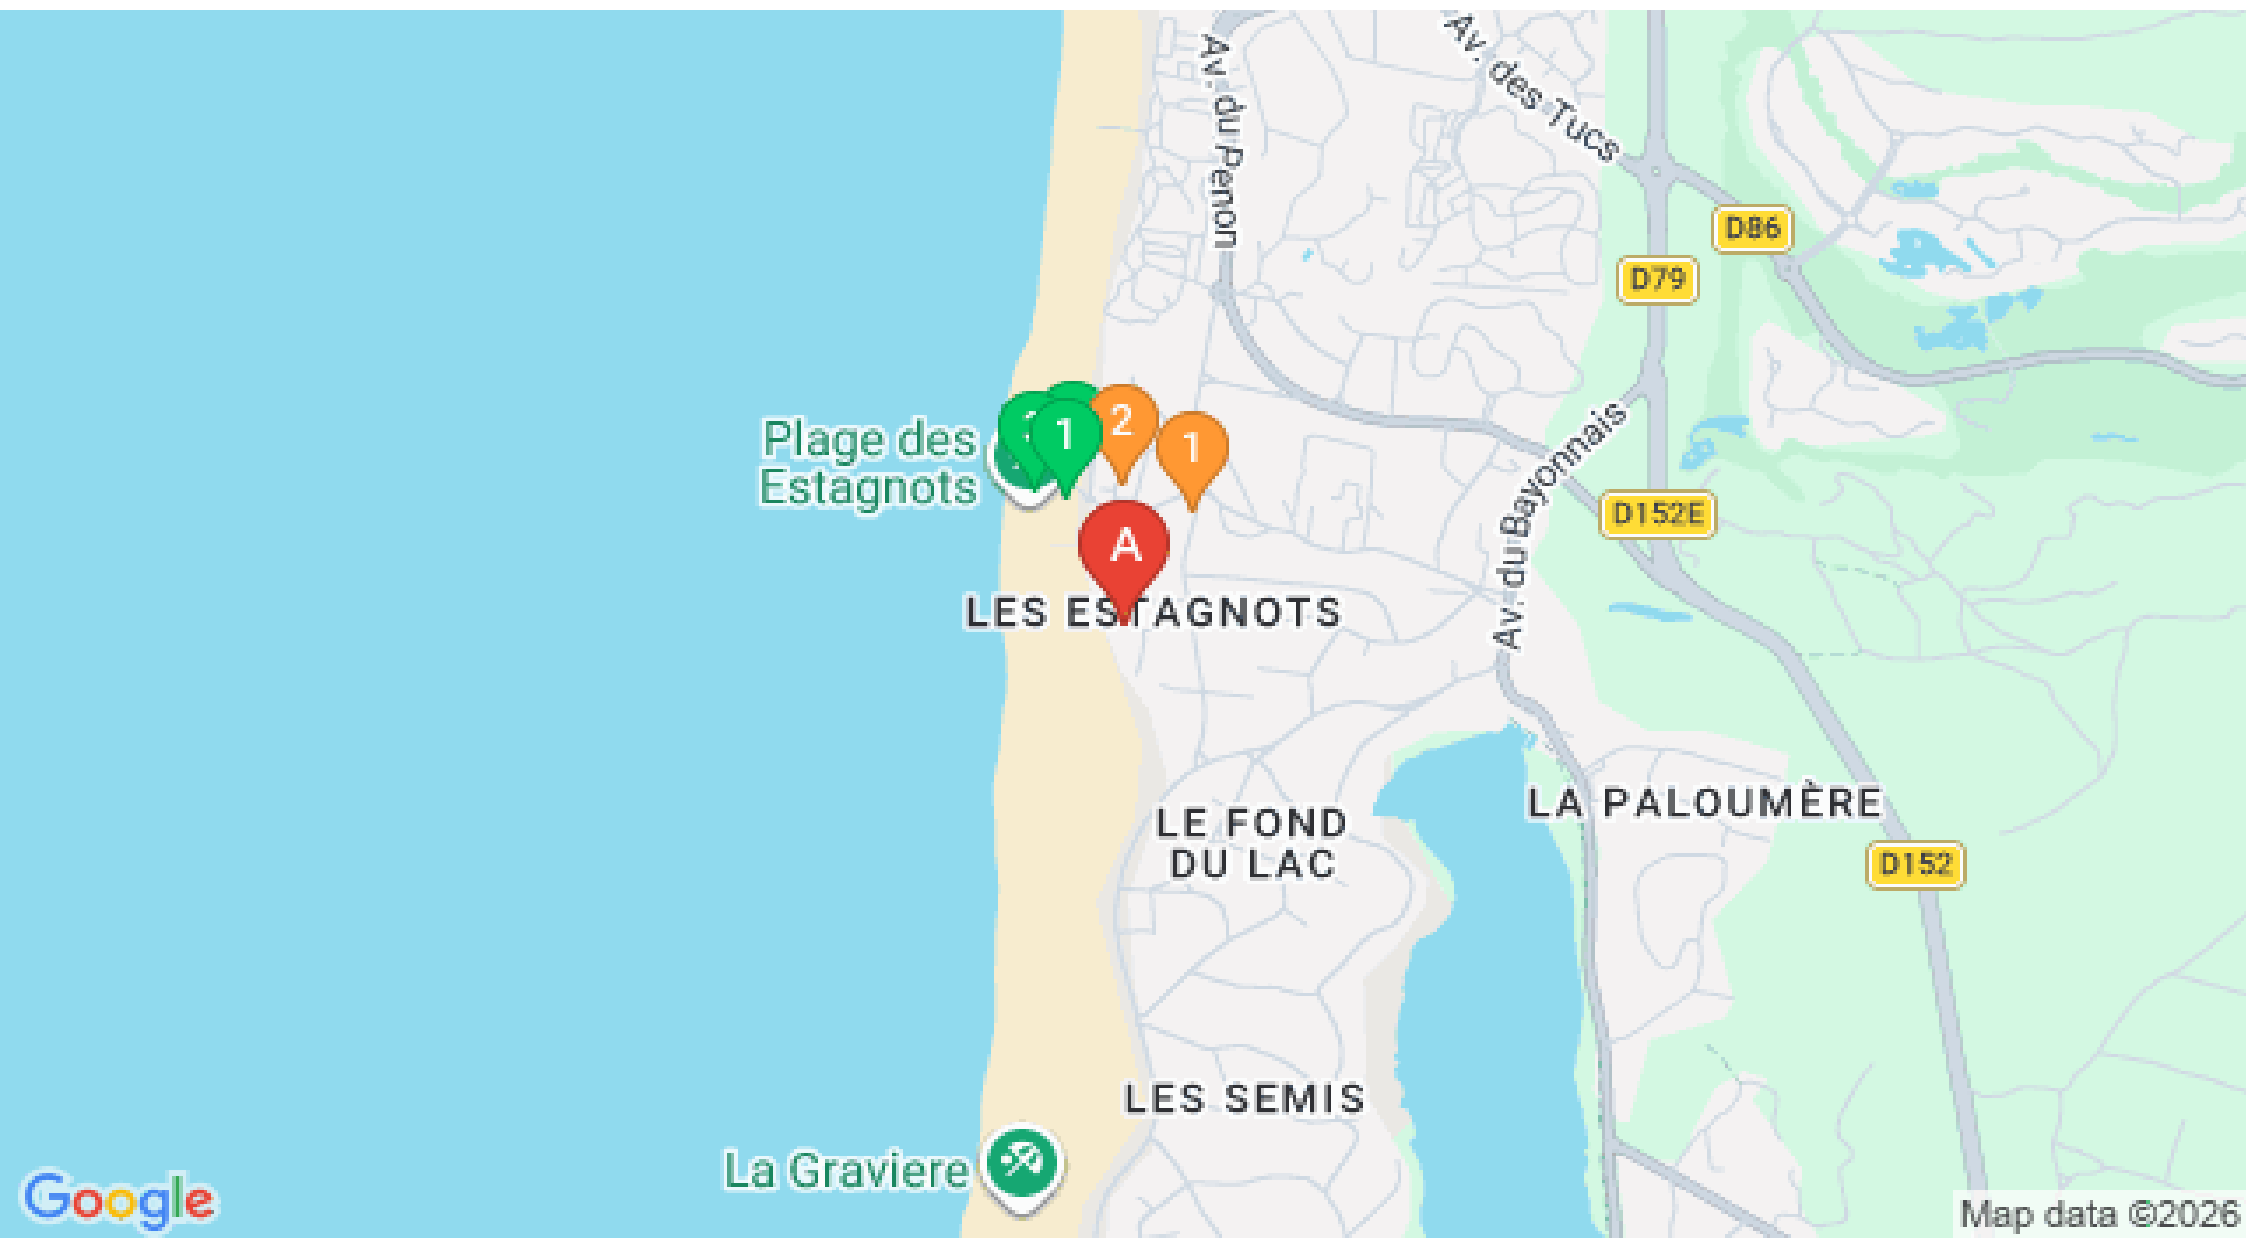 Av. du Penon
Av. des Tucs
D86
D79
Plage des
Estagnots
1
2
1
A
LES ESTAGNOTS
Av. du Bayonnais
D152E
LE FOND
DU LAC
LA PALOUMÈRE
D152
LES SEMIS
La Graviere
Google
Map data ©2026